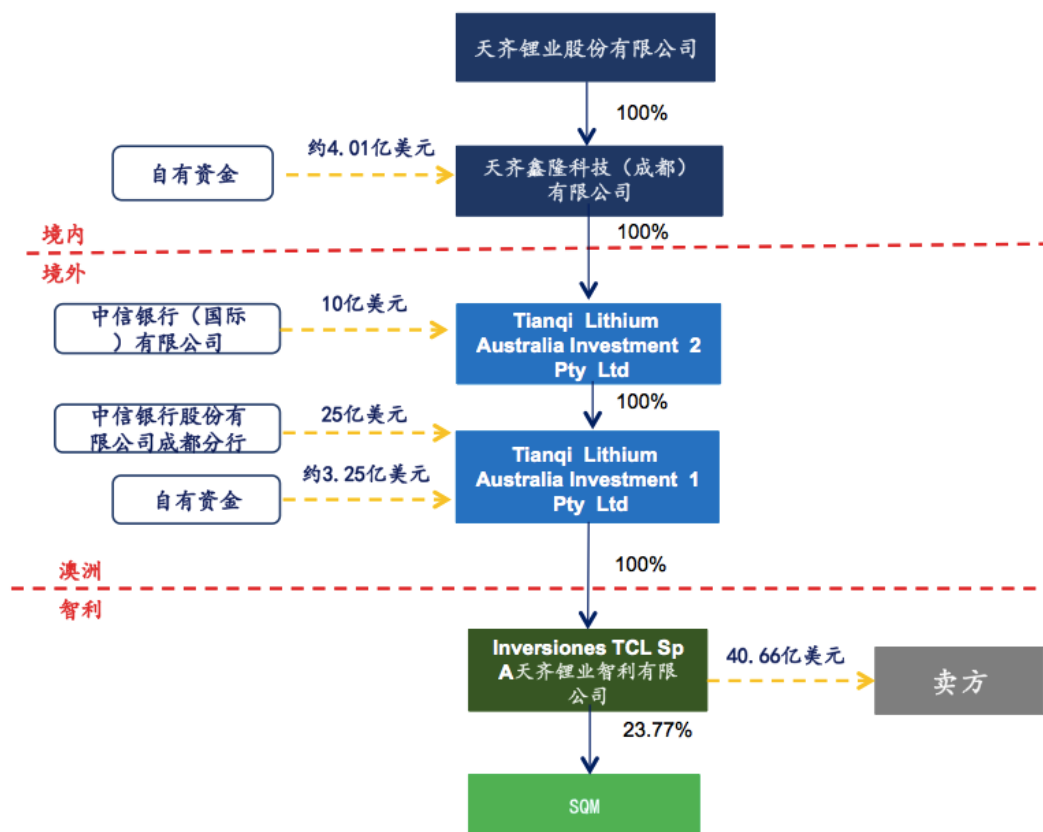 天齐锂业股份有限公司
100%
自有资金
约4.01亿美元
天齐鑫隆科技（成都）
有限公司
100%
境内
境外
中信银行（国际
）有限公司
10亿美元
Tianqi Lithium
Australia Investment 2
Pty Ltd
100%
中信银行股份有
限公司成都分行
25亿美元
自有资金
约3.25亿美元
Tianqi Lithium
Australia Investment 1
Pty Ltd
100%
澳洲
智利
Inversiones TCL Sp
A天齐锂业智利有限
公司
40.66亿美元
卖方
23.77%
SQM